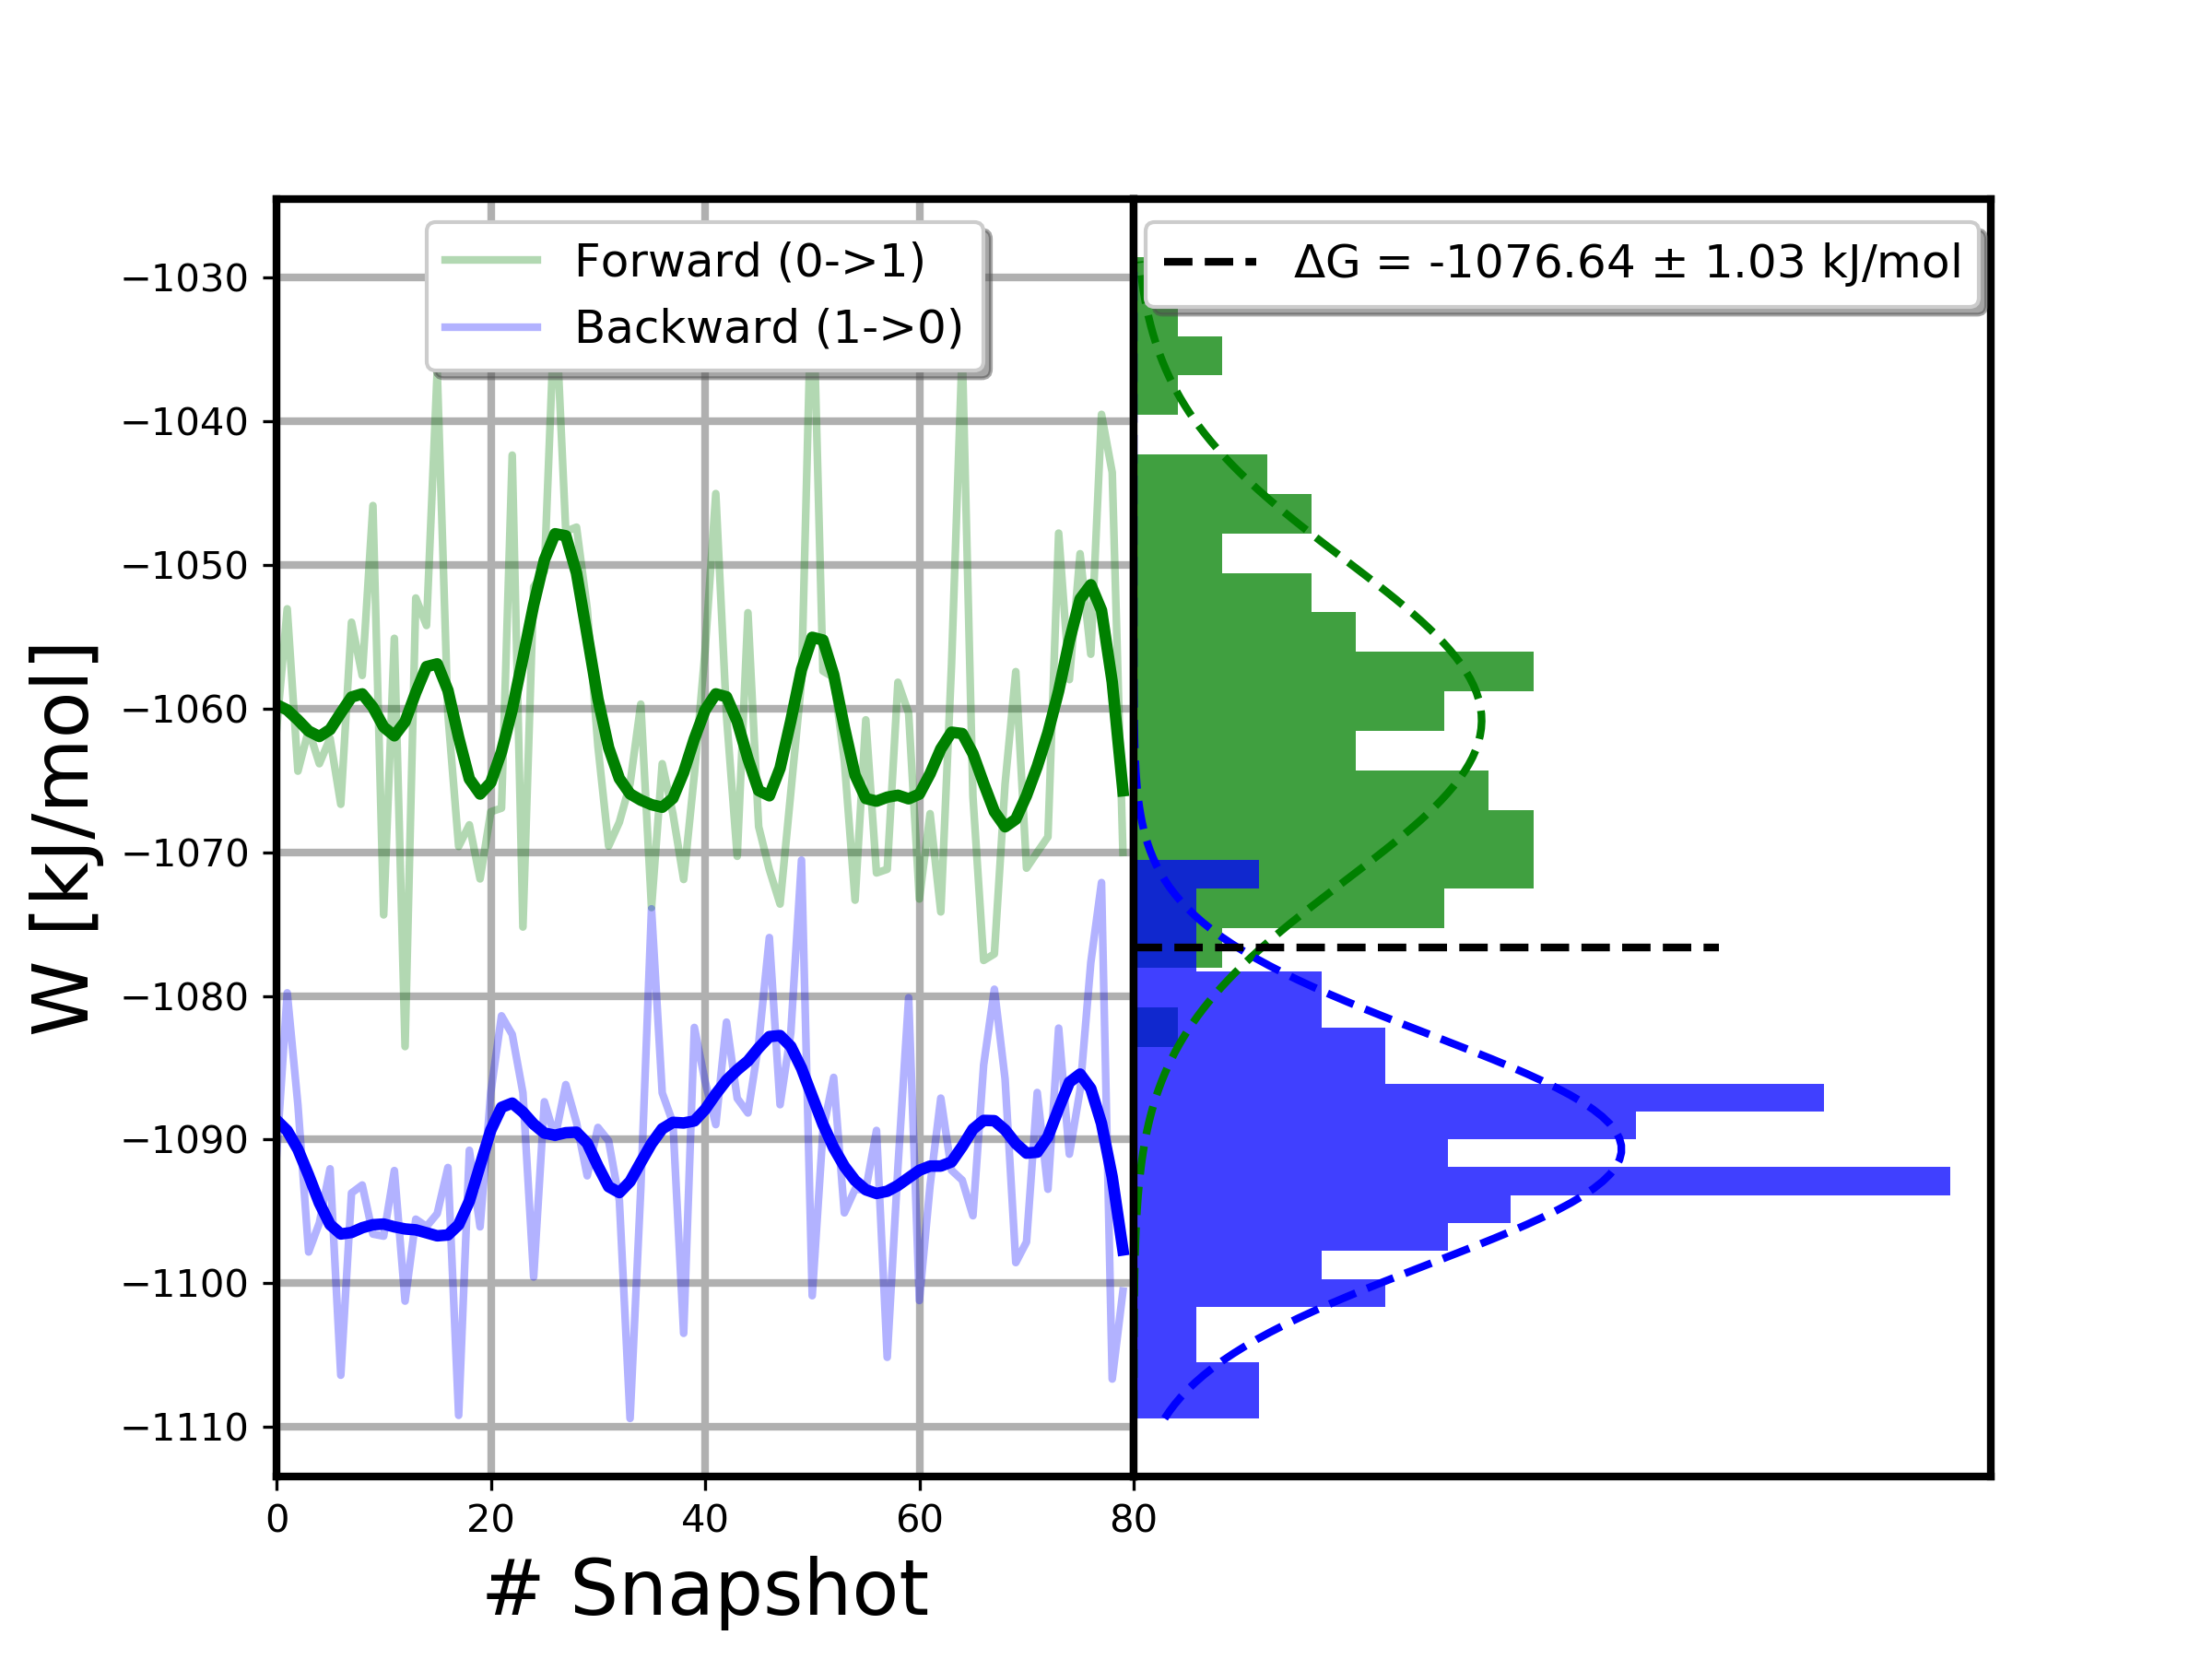 Forward (0->1)
Backward (1->0)
ΔG = -1076.64 ± 1.03 kJ/mol
W [kJ/mol]
−1030
−1040
−1050
−1060
−1070
−1080
−1090
−1100
−1110
0 20 40 60 80
# Snapshot